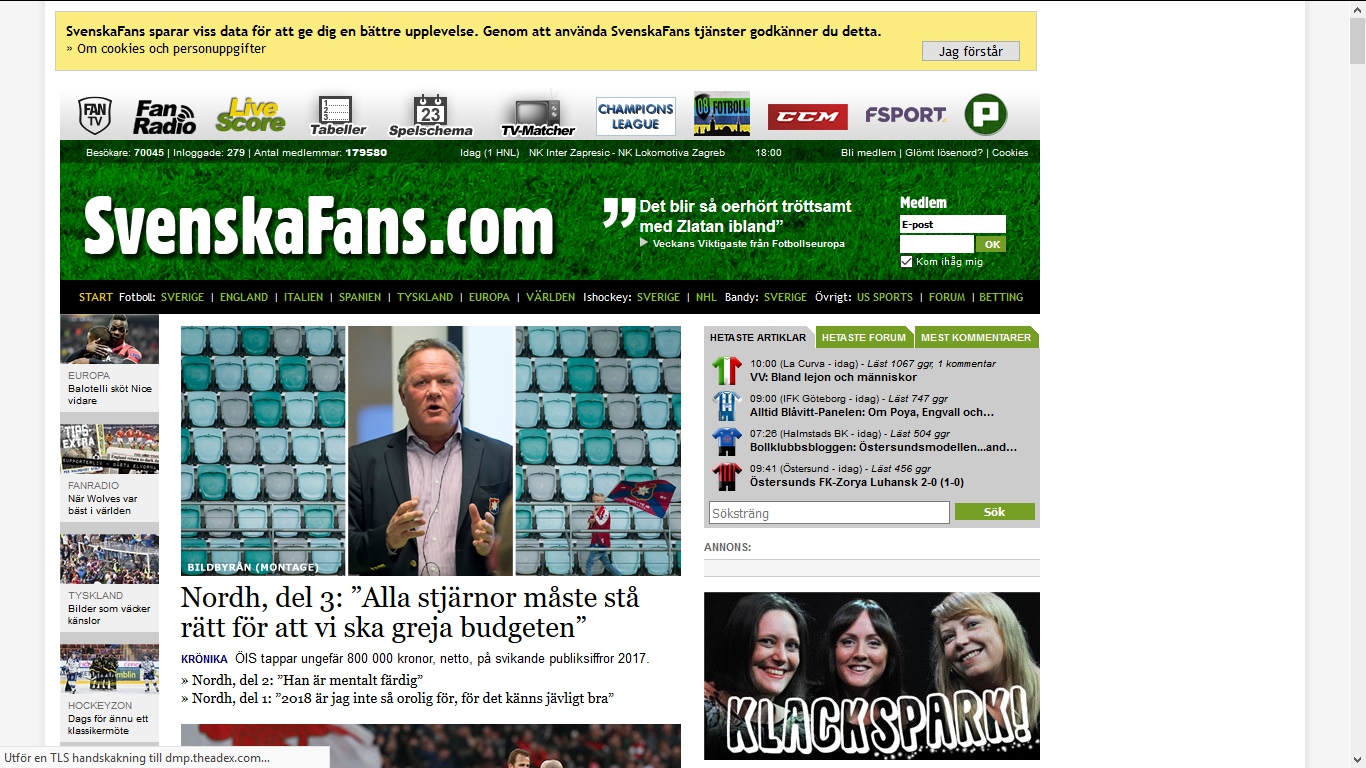 SvenskaFans sparar viss data för att ge dig en bättre upplevelse. Genom att använda SvenskaFans tjänster godkänner du detta.
» Om cookies och personuppgifter
Jag förstår
FAN TV
Fan Radio
Live Score
1 2 3 Tabeller
23 Spelschema
TV-Matcher
CHAMPIONS LEAGUE
08 FOTBOLL
CCM
FSPORT
P
Besökare: 70045 | Inloggade: 279 | Antal medlemmar: 179580
Idag (1 HNL) NK Inter Zapresic - NK Lokomotiva Zagreb 18:00
Bli medlem | Glömt lösenord? | Cookies
SvenskaFans.com
”Det blir så oerhört tröttsamt
med Zlatan ibland”
Veckans Viktigaste från Fotbollseuropa
Medlem
E-post
OK
Kom ihåg mig
START Fotboll: SVERIGE | ENGLAND | ITALIEN | SPANIEN | TYSKLAND | EUROPA | VÄRLDEN Ishockey: SVERIGE | NHL Bandy: SVERIGE Övrigt: US SPORTS | FORUM | BETTING
EUROPA
Balotelli sköt Nice
vidare
TIPS-
EXTRA
SUPPORTERLIV
FANRADIO
När Wolves var
bäst i världen
TYSKLAND
Bilder som väcker
känslor
HOCKEYZON
Dags för ännu ett
klassikermöte
BILDBYRÅN (MONTAGE)
Nordh, del 3: ”Alla stjärnor måste stå
rätt för att vi ska greja budgeten”
KRÖNIKA ÖIS tappar ungefär 800 000 kronor, netto, på svikande publiksiffror 2017.
» Nordh, del 2: ”Han är mentalt färdig”
» Nordh, del 1: ”2018 är jag inte så orolig för, för det känns jävligt bra”
HETASTE ARTIKLAR
HETASTE FORUM
MEST KOMMENTARER
10:00 (La Curva - idag) - Läst 1067 ggr, 1 kommentar
VV: Bland lejon och människor
09:00 (IFK Göteborg - idag) - Läst 747 ggr
Alltid Blåvitt-Panelen: Om Poya, Engvall och...
07:26 (Halmstads BK - idag) - Läst 504 ggr
Bollklubbsbloggen: Östersundsmodellen...and...
09:41 (Östersund - idag) - Läst 456 ggr
Östersunds FK-Zorya Luhansk 2-0 (1-0)
Söksträng
Sök
ANNONS:
KLACKSPARK!
Utför en TLS handskakning till dmp.theadex.com...